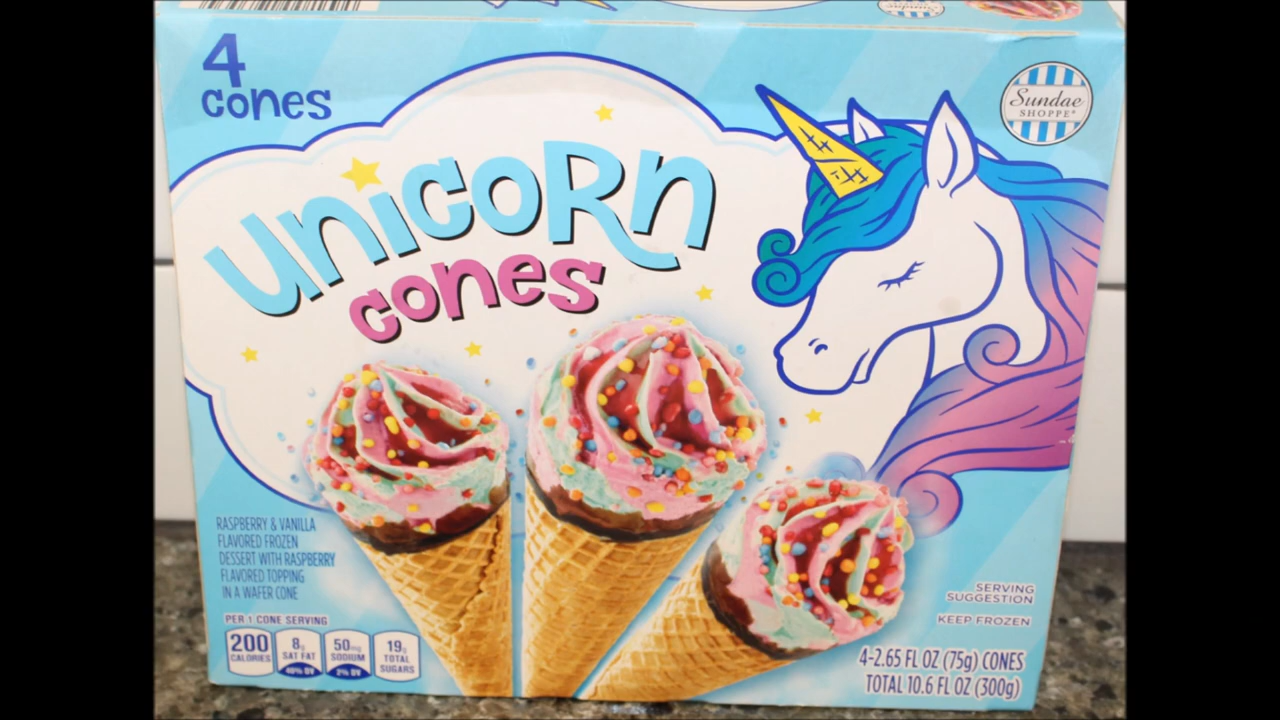 4
cones
Sundae
SHOPPE®
unicoRn
cones
RASPBERRY & VANILLA
FLAVORED FROZEN
DESSERT WITH RASPBERRY
FLAVORED TOPPING
IN A WAFER CONE
PER 1 CONE SERVING
200
CALORIES
8g
SAT FAT
40% DV
50mg
SODIUM
2% DV
19g
TOTAL
SUGARS
SERVING
SUGGESTION
KEEP FROZEN
4-2.65 FL OZ (75g) CONES
TOTAL 10.6 FL OZ (300g)